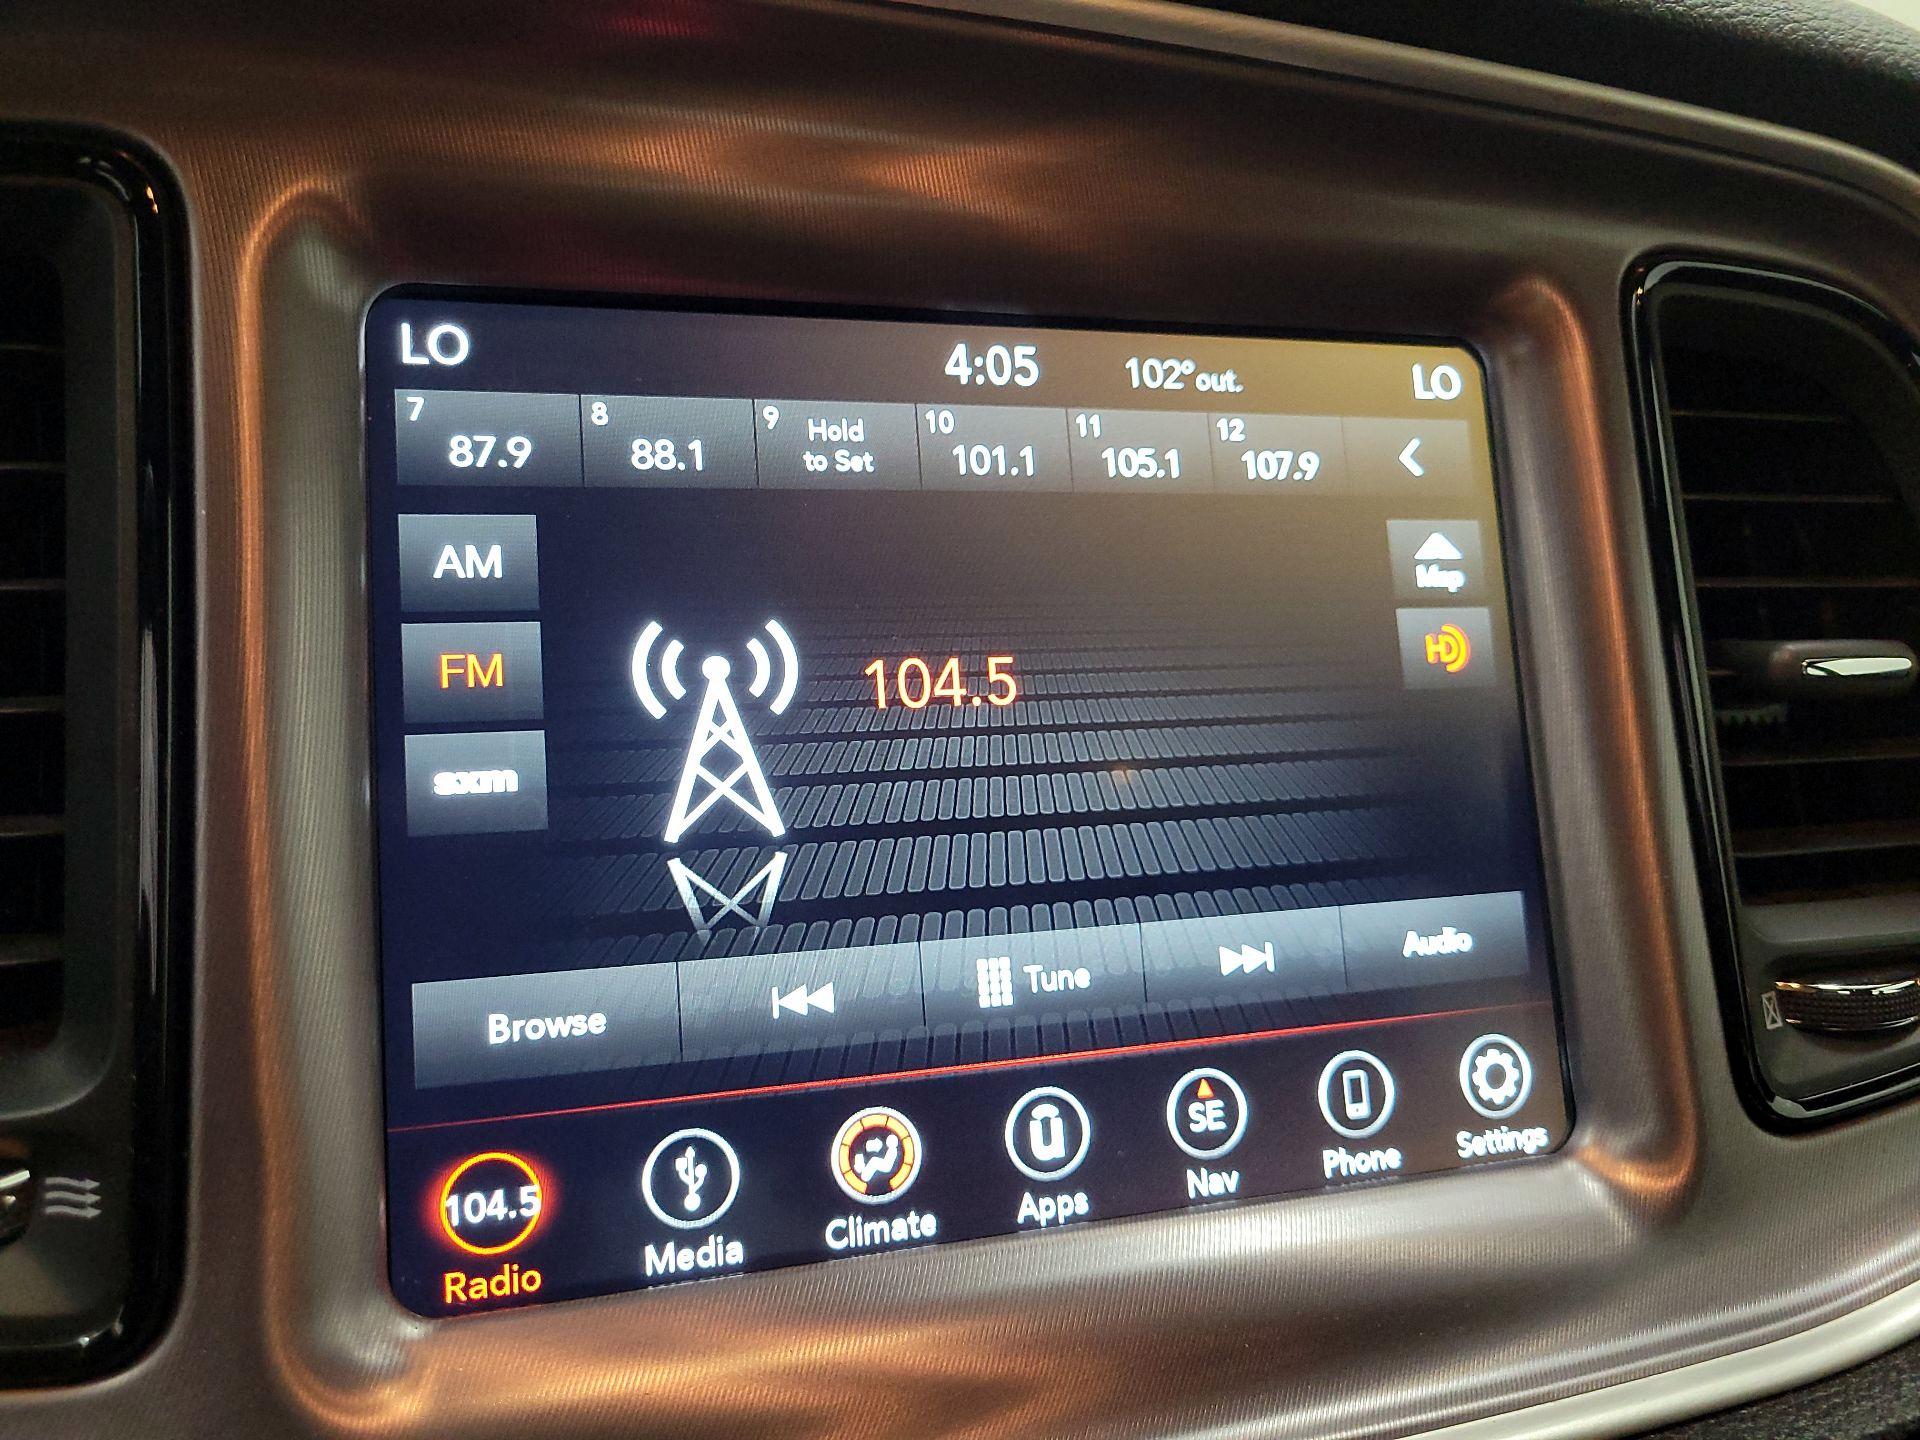 LO 4:05 102° out. LO
7 87.9 8 88.1 9 Hold to Set 10 101.1 11 105.1 12 107.9
AM
Map
FM
104.5
HD
sxm
Browse Tune Audio
104.5 SE
Radio Media Climate Apps Nav Phone Settings